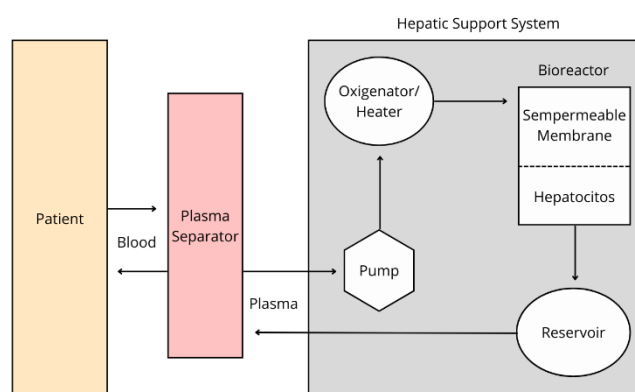 Hepatic Support System
Oxigenator/
Heater
Bioreactor
Sempermeable
Membrane
Hepatocitos
Patient
Blood
Plasma
Separator
Plasma
Pump
Reservoir